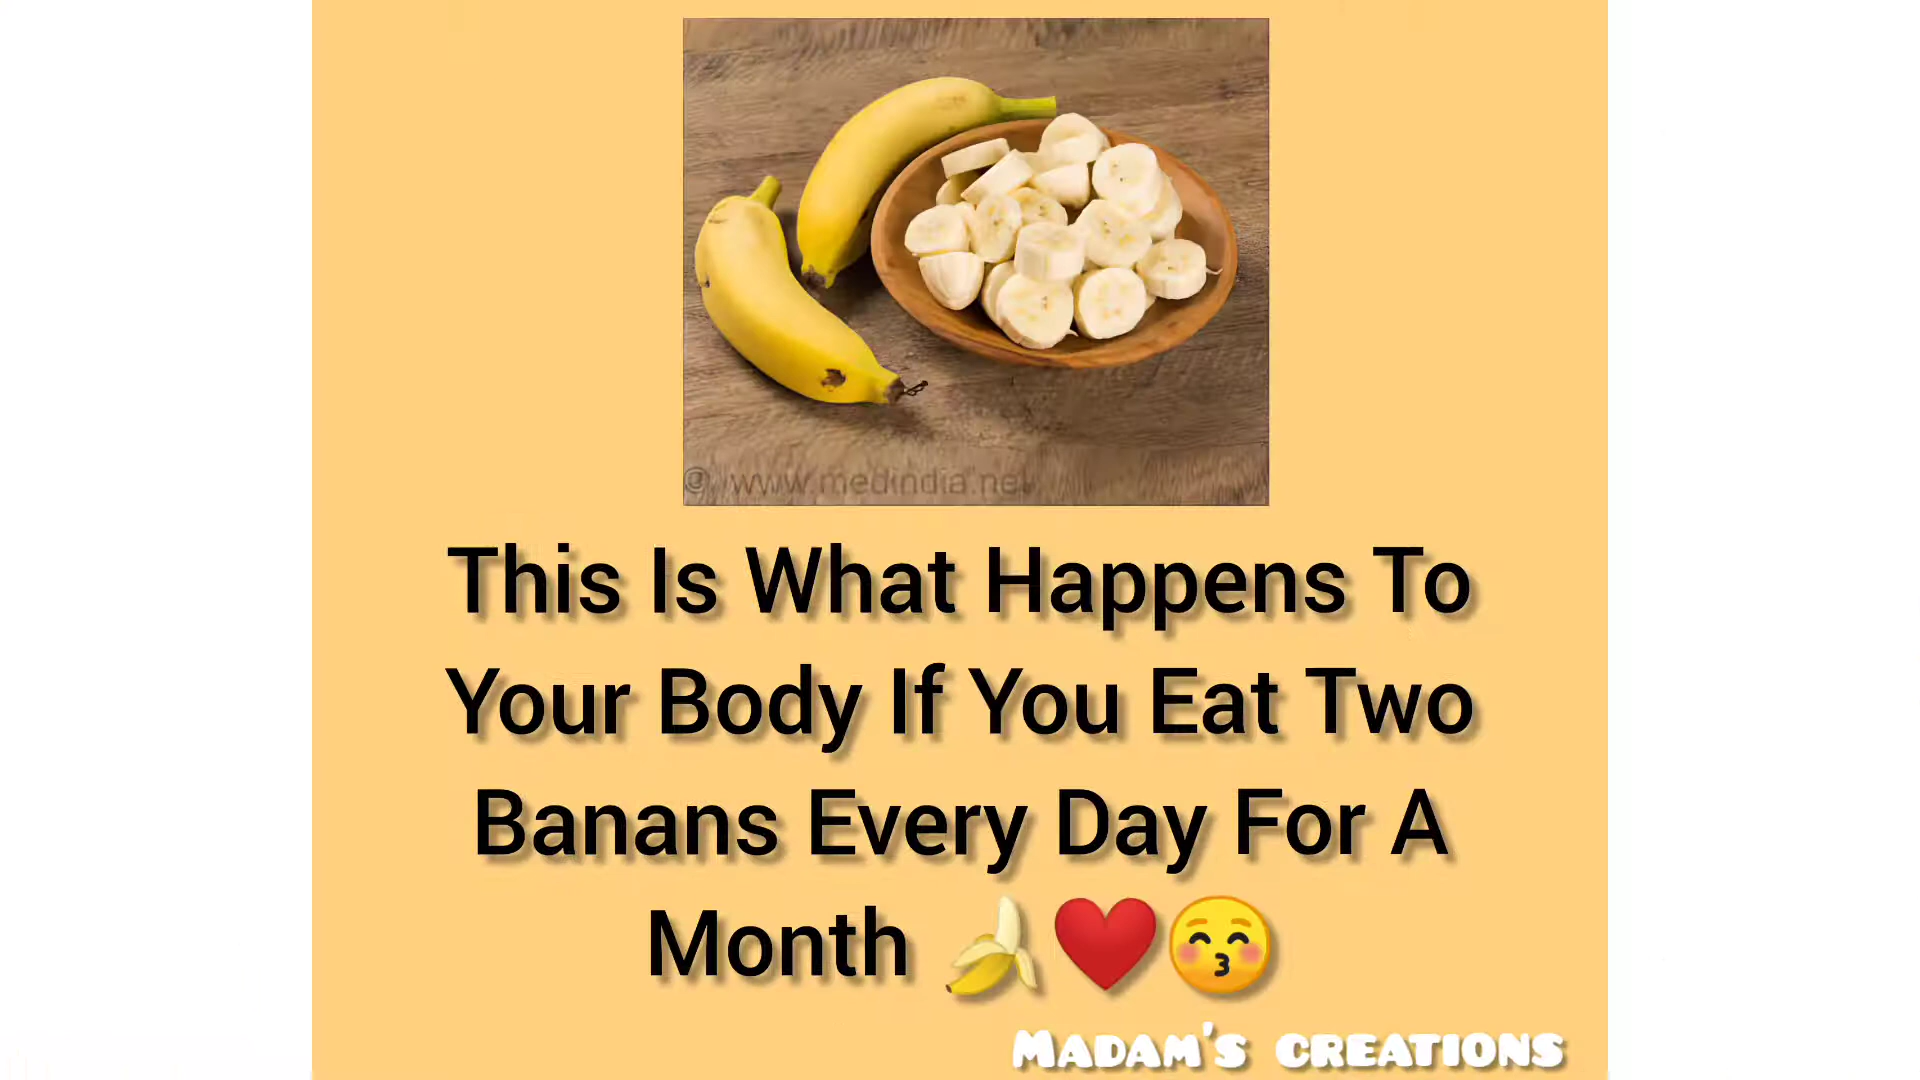 @ www.medindia.net
This Is What Happens To
Your Body If You Eat Two
Banans Every Day For A
Month 🍌❤️😚
Madam's creations